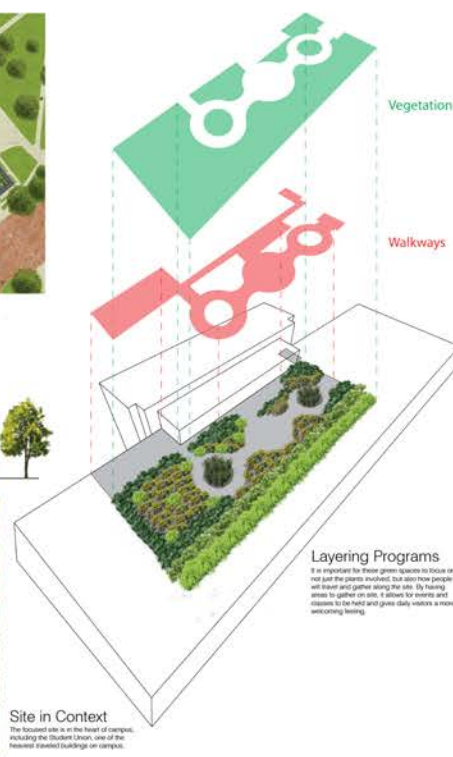 Vegetation
Walkways
Layering Programs
It is important for these green spaces to focus on
not just the plants involved, but also how people
will travel and gather along the site. By having
areas to gather on site, it allows for events and
classes to be held and gives daily visitors a more
welcoming feeling.
Site in Context
The focused site is in the heart of campus,
including the Student Union, one of the
heaviest traveled buildings on campus.